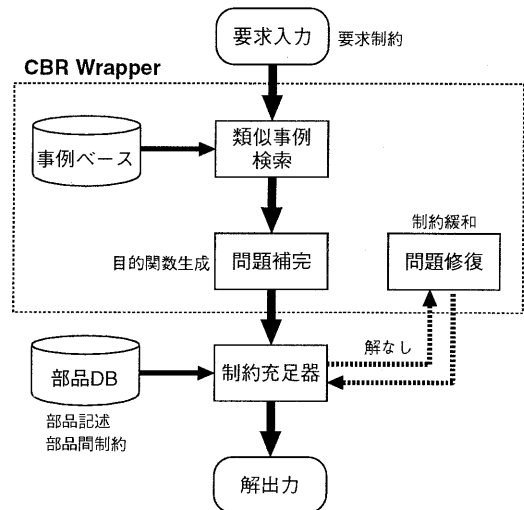 要求入力
要求制約
CBR Wrapper
事例ベース
類似事例
検索
制約緩和
目的関数生成
問題補完
問題修復
解なし
部品DB
制約充足器
部品記述
部品間制約
解出力